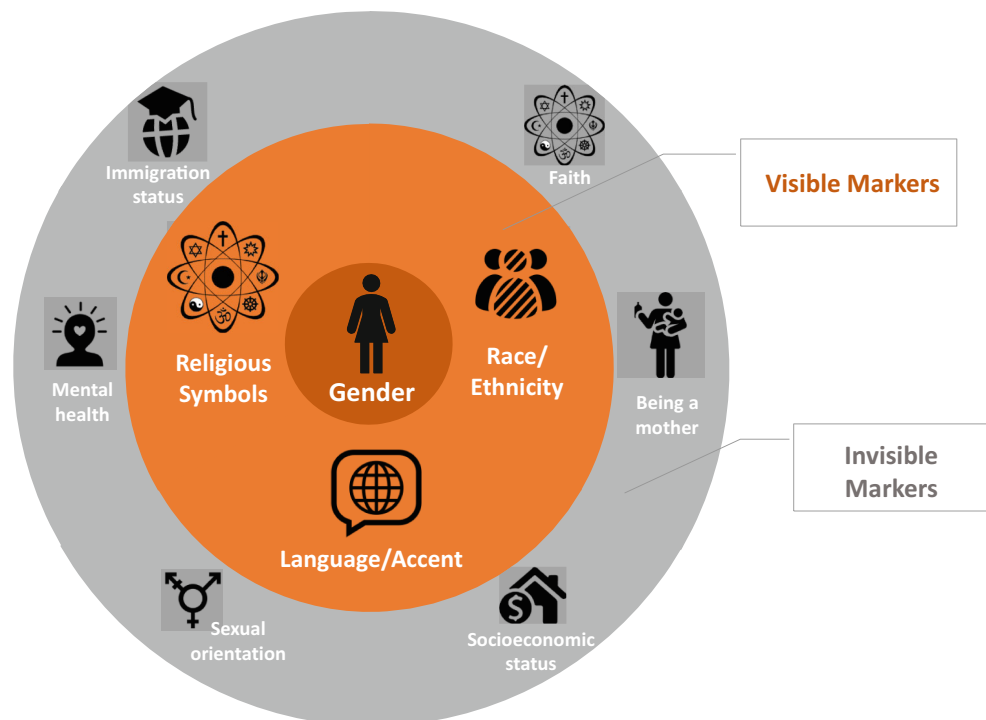 Immigration
status
Faith
Visible Markers
Religious
Symbols
Gender
Race/
Ethnicity
Mental
health
Being a
mother
Invisible
Markers
Language/Accent
Sexual
orientation
Socioeconomic
status